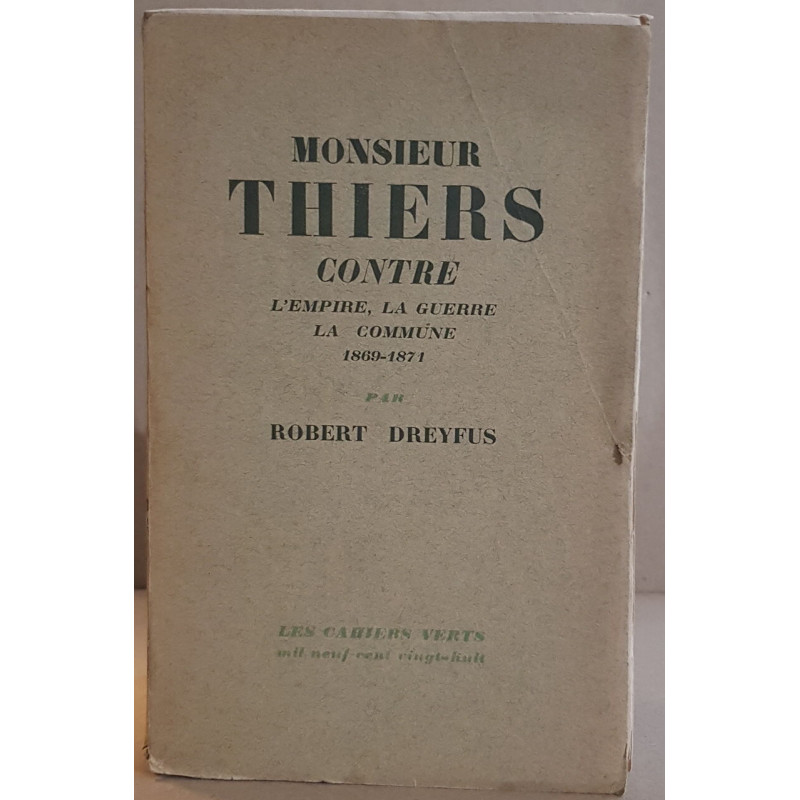 MONSIEUR
THIERS
CONTRE
L'EMPIRE, LA GUERRE
LA COMMUNE
1869-1871
PAR
ROBERT DREYFUS
LES CAHIERS VERTS
mil neuf cent vingt-huit